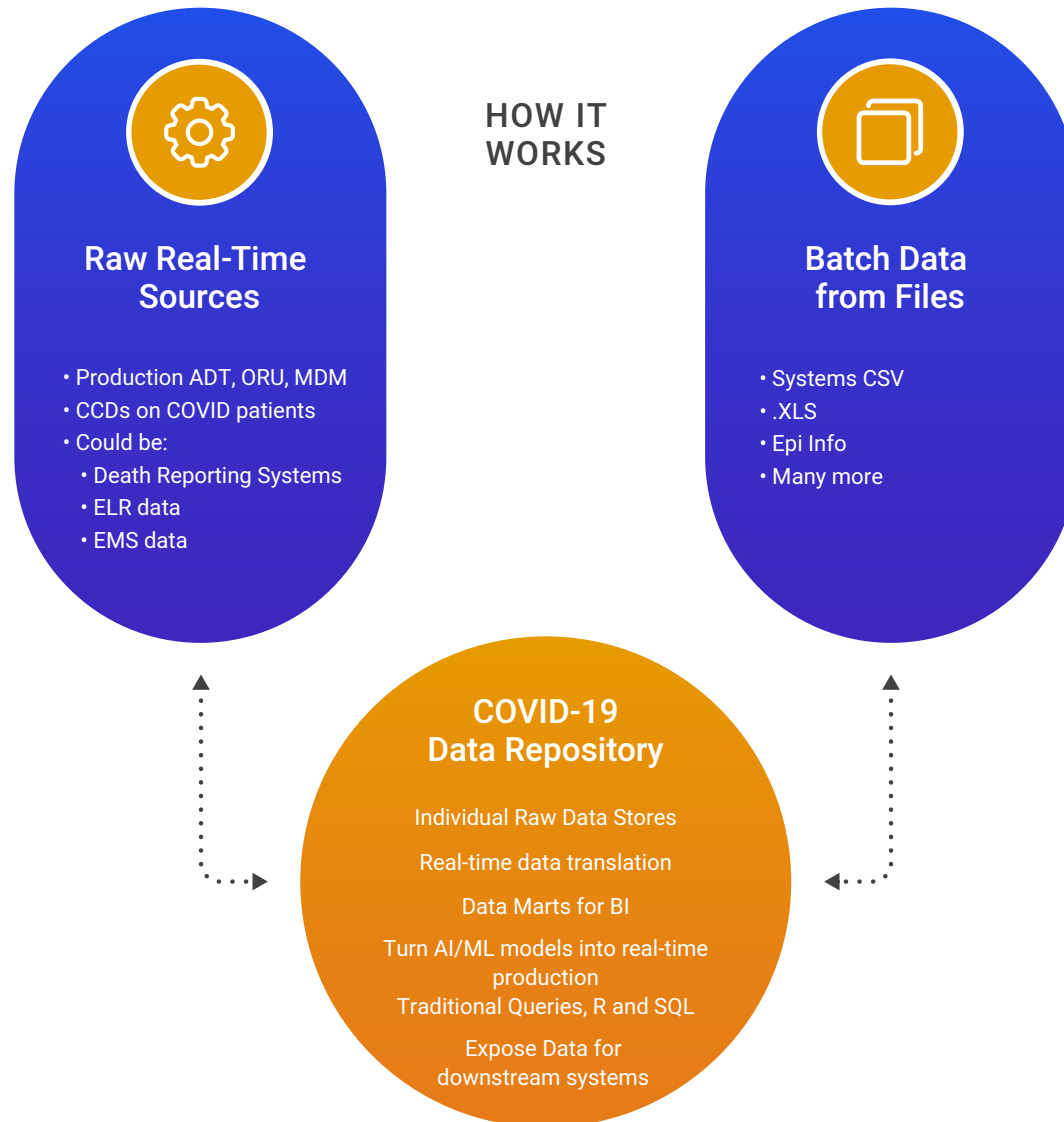 HOW IT
WORKS
Raw Real-Time
Sources
• Production ADT, ORU, MDM
• CCDs on COVID patients
• Could be:
• Death Reporting Systems
• ELR data
• EMS data
Batch Data
from Files
• Systems CSV
• .XLS
• Epi Info
• Many more
COVID-19
Data Repository
Individual Raw Data Stores
Real-time data translation
Data Marts for BI
Turn AI/ML models into real-time
production
Traditional Queries, R and SQL
Expose Data for
downstream systems